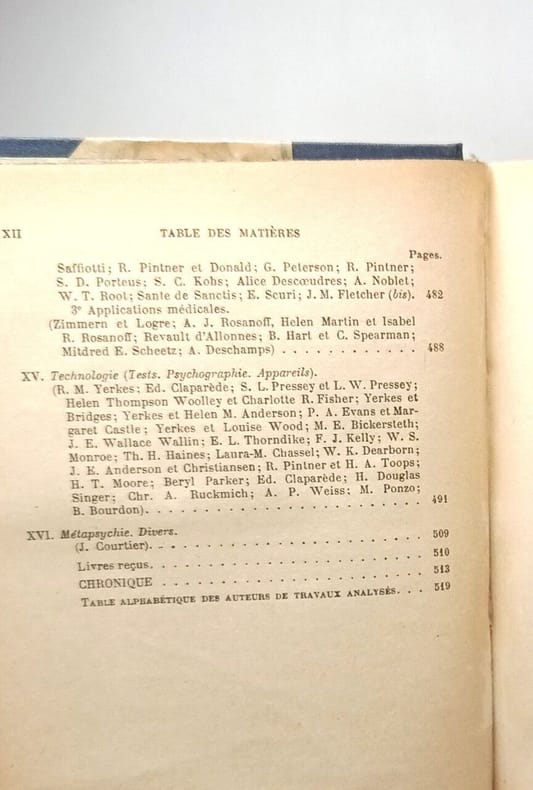 XII TABLE DES MATIÈRES
Pages.
Saffiotti; R. Pintner et Donald; G. Peterson; R. Pintner;
S. D. Porteus; S. C. Kohs; Alice Descœudres; A. Noblet;
W. T. Root; Sante de Sanctis; E. Scuri; J. M. Fletcher (bis). 482
3e Applications médicales.
(Zimmern et Logre; A. J. Rosanoff, Helen Martin et Isabel
R. Rosanoff; Revault d'Allonnes; B. Hart et C. Spearman;
Mitdred E. Scheetz; A. Deschamps) . . . . . . . . . . . 488
XV. Technologie (Tests. Psychographie. Appareils).
(R. M. Yerkes; Ed. Claparède; S. L. Pressey et L. W. Pressey;
Helen Thompson Woolley et Charlotte R. Fisher; Yerkes et
Bridges; Yerkes et Helen M. Anderson; P. A. Evans et Mar-
garet Castle; Yerkes et Louise Wood; M. E. Bickersteth;
J. E. Wallace Wallin; E. L. Thorndike; F. J. Kelly; W. S.
Monroe; Th. H. Haines; Laura-M. Chassel; W. K. Dearborn;
J. E. Anderson et Christiansen; R. Pintner et H. A. Toops;
H. T. Moore; Beryl Parker; Ed. Claparède; H. Douglas
Singer; Chr. A. Ruckmich; A. P. Weiss; M. Ponzo;
B. Bourdon). . . . . . . . . . . . . . . . . . . . . . 491
XVI. Métapsychie. Divers.
(J. Courtier). . . . . . . . . . . . . . . . . . . . . . 509
Livres reçus. . . . . . . . . . . . . . . . . . . . . . 510
CHRONIQUE . . . . . . . . . . . . . . . . . . . . . . 513
TABLE ALPHABÉTIQUE DES AUTEURS DE TRAVAUX ANALYSÉS. . . 519